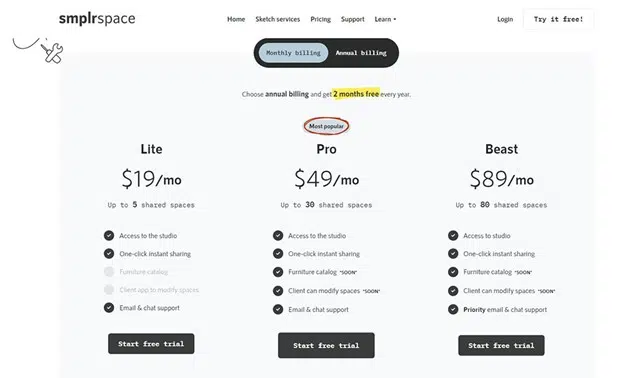 smplrspace
Home Sketch services Pricing Support Learn Login Try it free!
Monthly billing Annual billing
Choose annual billing and get 2 months free every year.
Most popular
Lite
$19/mo
Up to 5 shared spaces
Access to the studio
One-click instant sharing
Furniture catalog
Client app to modify spaces
Email & chat support
Start free trial
Pro
$49/mo
Up to 30 shared spaces
Access to the studio
One-click instant sharing
Furniture catalog *SOON*
Client can modify spaces *SOON*
Email & chat support
Start free trial
Beast
$89/mo
Up to 80 shared spaces
Access to studio
One-click instant sharing
Furniture catalog *SOON*
Client can modify spaces *SOON*
Priority email & chat support
Start free trial